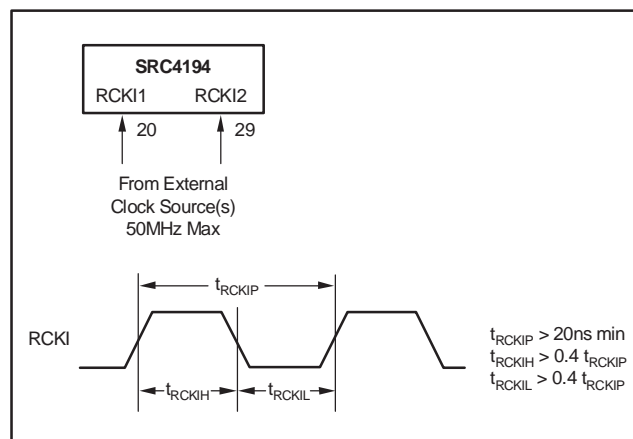 SRC4194
RCKI1 RCKI2
20 29
From External
Clock Source(s)
50MHz Max
tRCKIP
RCKI
tRCKIP > 20ns min
tRCKIH > 0.4 tRCKIP
tRCKIL > 0.4 tRCKIP
tRCKIH tRCKIL